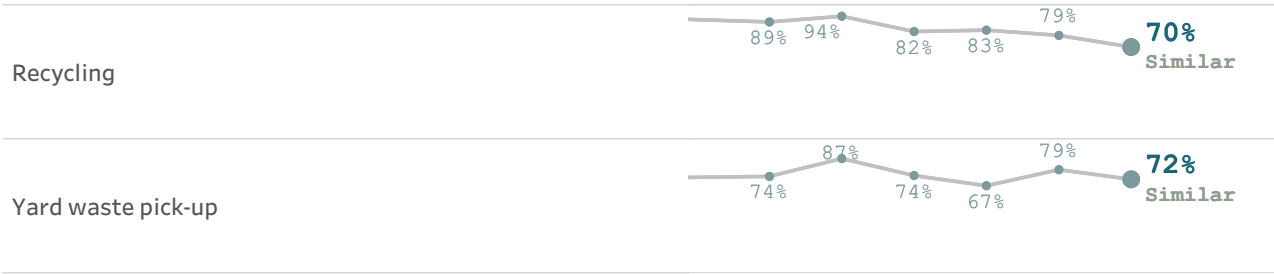 79%
89% 94% 82% 83% 70%
Similar
Recycling
87% 79%
74% 74% 67% 72%
Similar
Yard waste pick-up